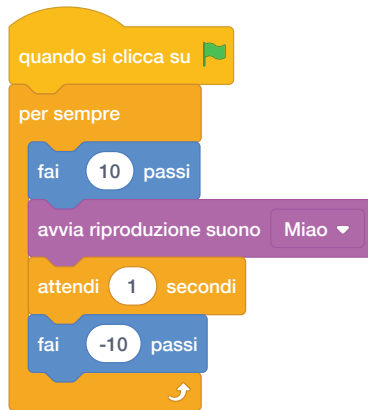 quando si clicca su
per sempre
fai 10 passi
avvia riproduzione suono Miao
attendi 1 secondi
fai -10 passi